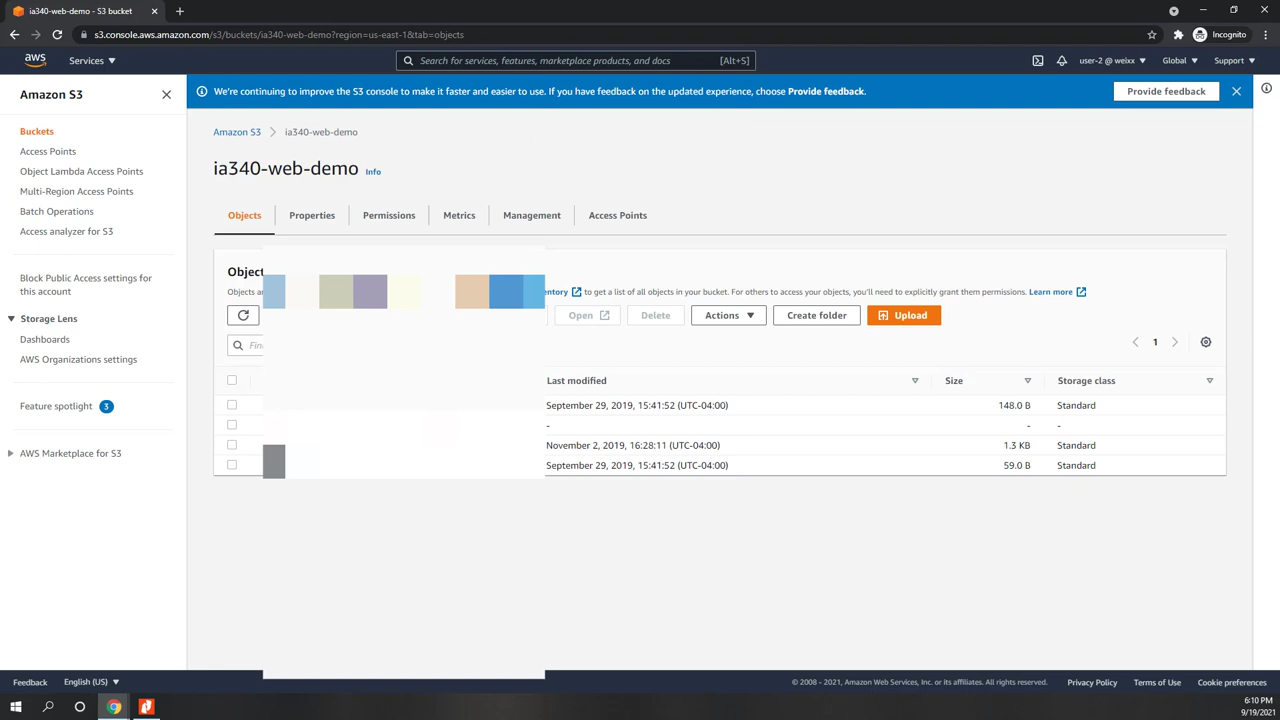 ia340-web-demo - S3 bucket
s3.console.aws.amazon.com/s3/buckets/ia340-web-demo?region=us-east-1&tab=objects
Incognito
aws
Services
Search for services, features, marketplace products, and docs
[Alt+S]
user-2 @ weixx
Global
Support
Amazon S3
We're continuing to improve the S3 console to make it faster and easier to use. If you have feedback on the updated experience, choose Provide feedback.
Provide feedback
Buckets
Access Points
Object Lambda Access Points
Multi-Region Access Points
Batch Operations
Access analyzer for S3
Block Public Access settings for
this account
Storage Lens
Dashboards
AWS Organizations settings
Feature spotlight 3
AWS Marketplace for S3
Amazon S3
ia340-web-demo
ia340-web-demo
Info
Objects
Properties
Permissions
Metrics
Management
Access Points
to get a list of all objects in your bucket. For others to access your objects, you'll need to explicitly grant them permissions. Learn more
Open
Delete
Actions
Create folder
Upload
1
Last modified
Size
Storage class
September 29, 2019, 15:41:52 (UTC-04:00)
148.0 B
Standard
-
-
-
November 2, 2019, 16:28:11 (UTC-04:00)
1.3 KB
Standard
September 29, 2019, 15:41:52 (UTC-04:00)
59.0 B
Standard
Feedback
English (US)
© 2008 - 2021, Amazon Web Services, Inc. or its affiliates. All rights reserved.
Privacy Policy
Terms of Use
Cookie preferences
6:10 PM
9/19/2021